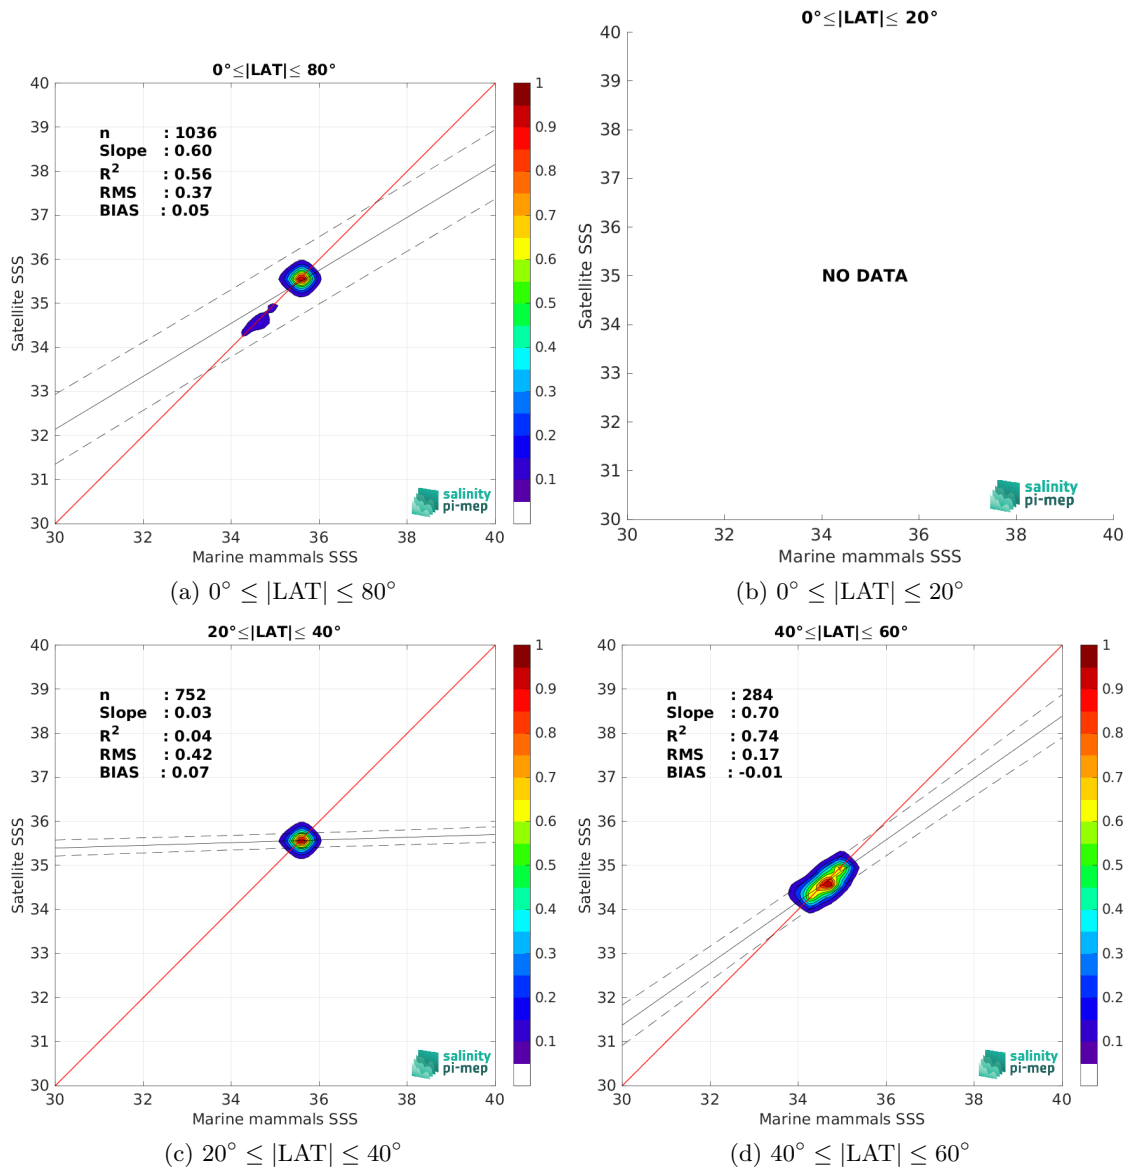 0°≤|LAT|≤ 80°
40
39
38
37
36
35
34
33
32
31
30
30
32
34
36
38
40
Satellite SSS
Marine mammals SSS
n : 1036
Slope : 0.60
R² : 0.56
RMS : 0.37
BIAS : 0.05
1
0.9
0.8
0.7
0.6
0.5
0.4
0.3
0.2
0.1
salinity
pi-mep
(a) 0° ≤ |LAT| ≤ 80°
0°≤|LAT|≤ 20°
40
39
38
37
36
35
34
33
32
31
30
30
32
34
36
38
40
Satellite SSS
Marine mammals SSS
NO DATA
salinity
pi-mep
(b) 0° ≤ |LAT| ≤ 20°
20°≤|LAT|≤ 40°
40
39
38
37
36
35
34
33
32
31
30
30
32
34
36
38
40
Satellite SSS
Marine mammals SSS
n : 752
Slope : 0.03
R² : 0.04
RMS : 0.42
BIAS : 0.07
1
0.9
0.8
0.7
0.6
0.5
0.4
0.3
0.2
0.1
salinity
pi-mep
(c) 20° ≤ |LAT| ≤ 40°
40°≤|LAT|≤ 60°
40
39
38
37
36
35
34
33
32
31
30
30
32
34
36
38
40
Satellite SSS
Marine mammals SSS
n : 284
Slope : 0.70
R² : 0.74
RMS : 0.17
BIAS : -0.01
1
0.9
0.8
0.7
0.6
0.5
0.4
0.3
0.2
0.1
salinity
pi-mep
(d) 40° ≤ |LAT| ≤ 60°